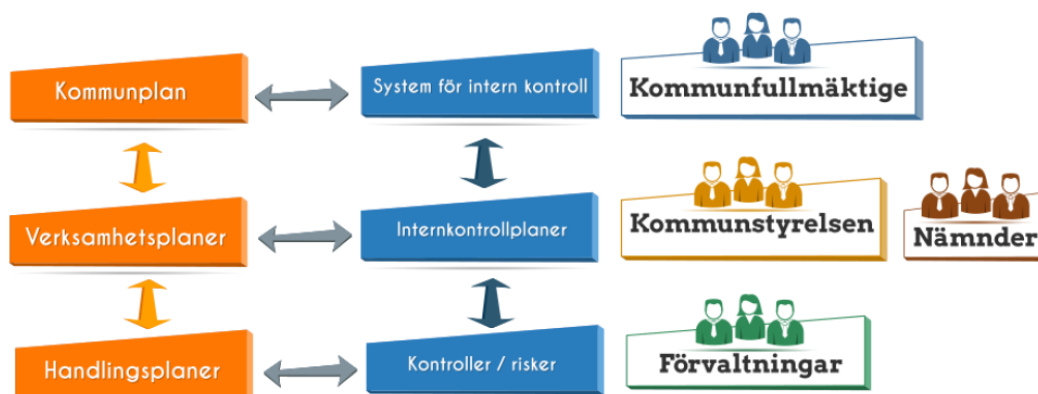 Kommunplan
System för intern kontroll
Kommunfullmäktige
Verksamhetsplaner
Internkontrollplaner
Kommunstyrelsen
Nämnder
Handlingsplaner
Kontroller / risker
Förvaltningar